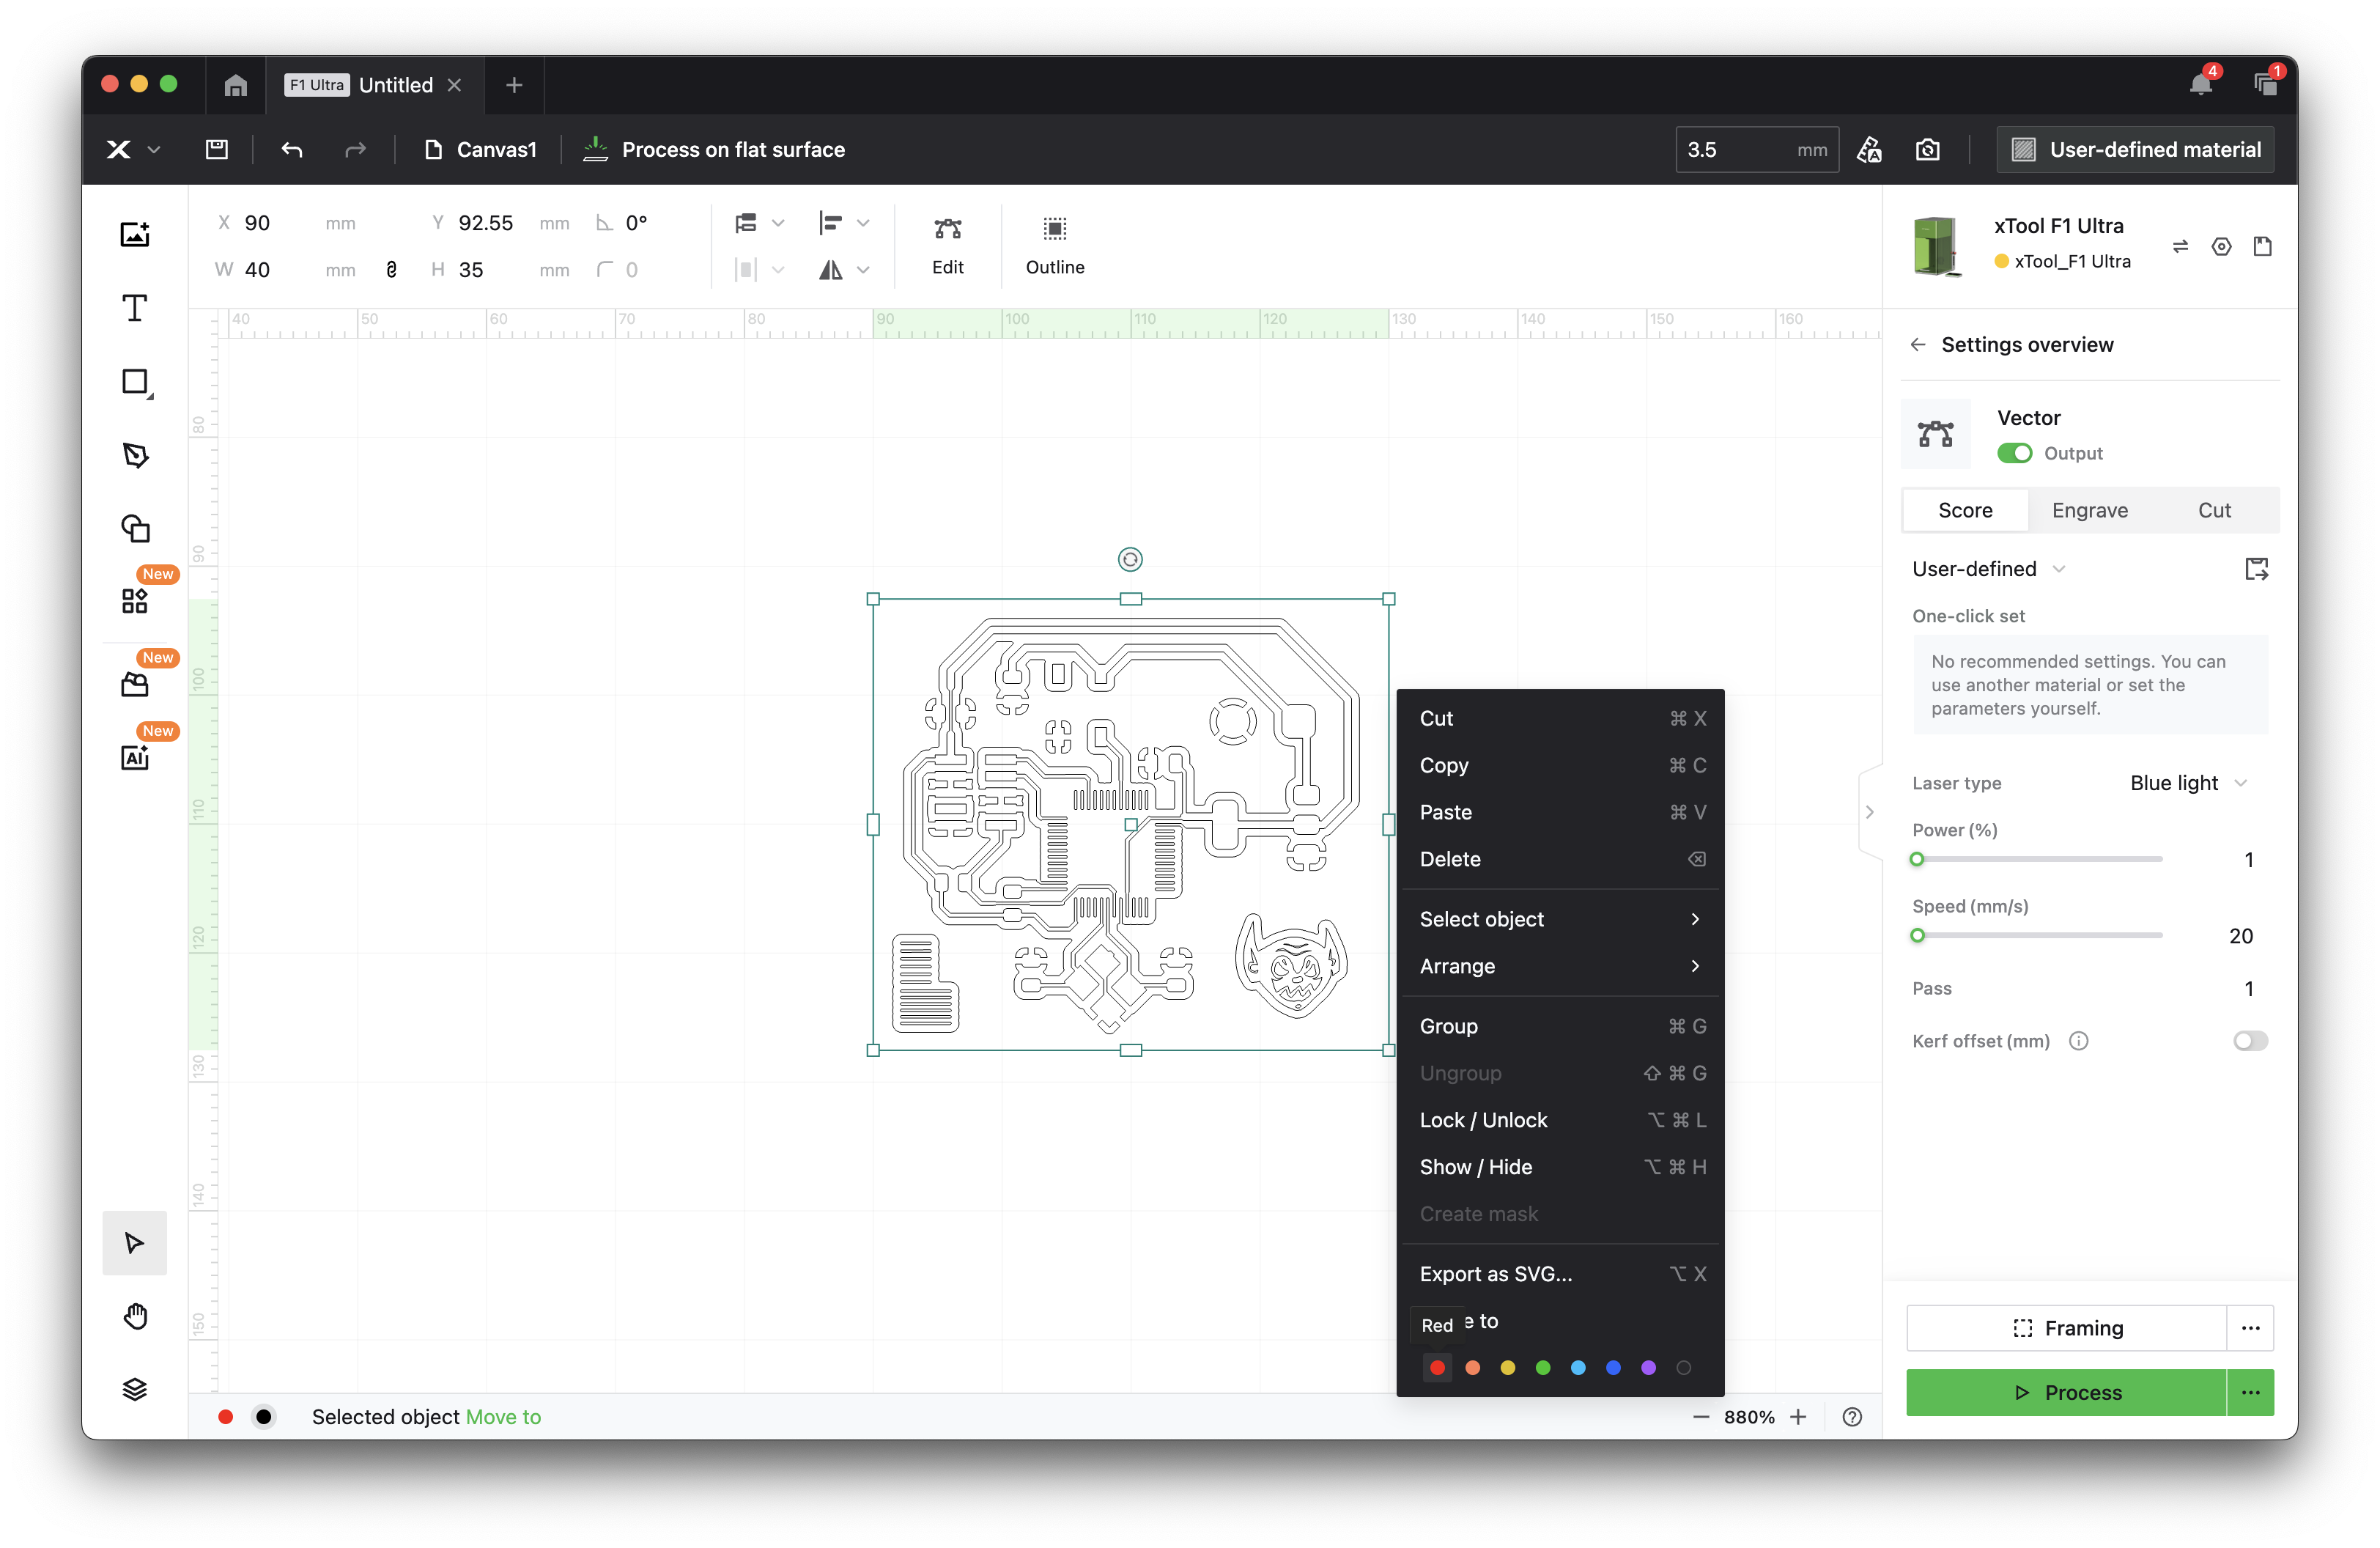 F1 Ultra Untitled
4
1
Canvas1
Process on flat surface
3.5 mm
User-defined material
X 90 mm Y 92.55 mm 0°
W 40 mm H 35 mm 0
Edit
Outline
xTool F1 Ultra
xTool_F1 Ultra
40 50 60 70 80 90 100 110 120 130 140 150 160
80
90
100
110
120
130
140
150
New
New
New
AI
Settings overview
Vector
Output
Score Engrave Cut
User-defined
One-click set
No recommended settings. You can
use another material or set the
parameters yourself.
Laser type Blue light
Power (%)
1
Speed (mm/s)
20
Pass 1
Kerf offset (mm)
Cut ⌘ X
Copy ⌘ C
Paste ⌘ V
Delete
Select object
Arrange
Group ⌘ G
Ungroup ⇧ ⌘ G
Lock / Unlock ⌥ ⌘ L
Show / Hide ⌥ ⌘ H
Create mask
Export as SVG... ⌥ X
Red
e to
Framing
Process
Selected object Move to
880%